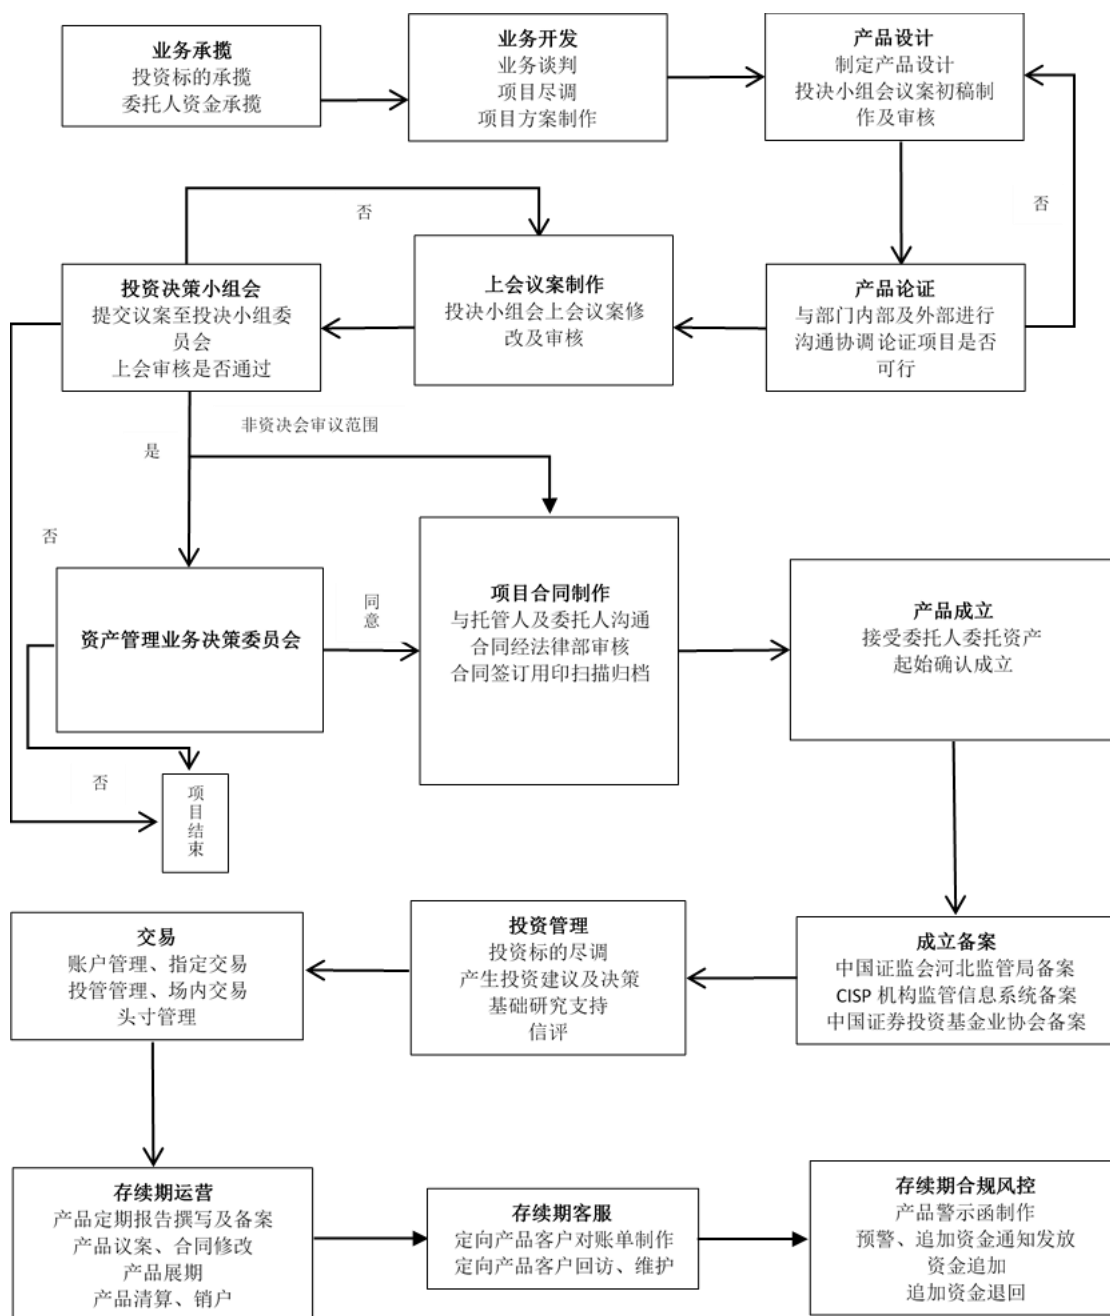 业务承揽
投资标的承揽
委托人资金承揽
业务开发
业务谈判
项目尽调
项目方案制作
产品设计
制定产品设计
投决小组会议案初稿制
作及审核
否
否
投资决策小组会
提交议案至投决小组委
员会
上会审核是否通过
上会议案制作
投决小组会上会议案修
改及审核
产品论证
与部门内部及外部进行
沟通协调论证项目是否
可行
非资决会审议范围
是
否
资产管理业务决策委员会
同
意
项目合同制作
与托管人及委托人沟通
合同经法律部审核
合同签订用印扫描归档
产品成立
接受委托人委托资产
起始确认成立
否
项
目
结
束
交易
账户管理、指定交易
投管管理、场内交易
头寸管理
投资管理
投资标的尽调
产生投资建议及决策
基础研究支持
信评
成立备案
中国证监会河北监管局备案
CISP 机构监管信息系统备案
中国证券投资基金业协会备案
存续期运营
产品定期报告撰写及备案
产品议案、合同修改
产品展期
产品清算、销户
存续期客服
定向产品客户对账单制作
定向产品客户回访、维护
存续期合规风控
产品警示函制作
预警、追加资金通知发放
资金追加
追加资金退回